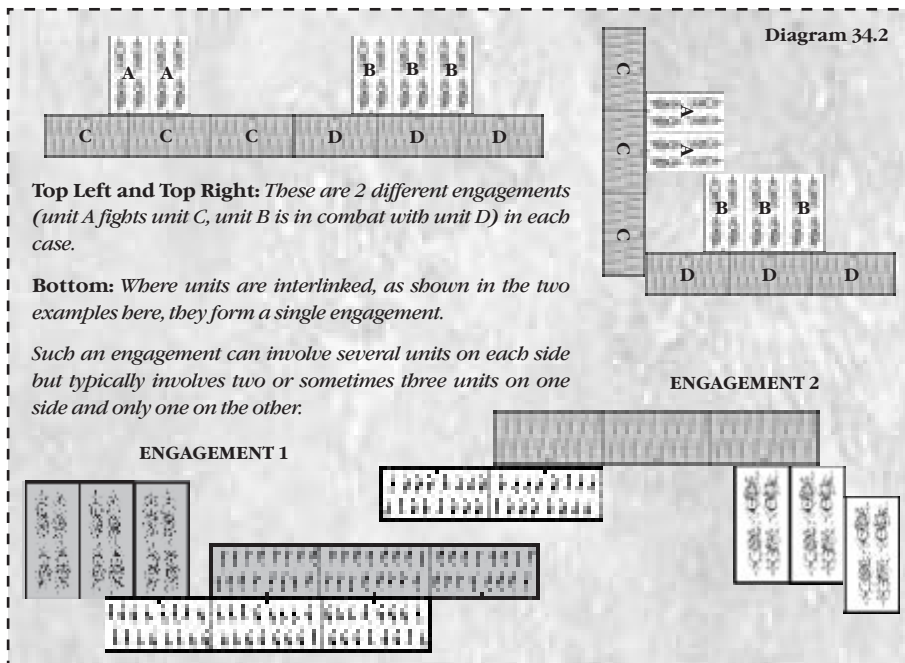 Diagram 34.2
A A B B B
C C C D D D
C
C
C
A
A
B B B
D D D
Top Left and Top Right: These are 2 different engagements
(unit A fights unit C, unit B is in combat with unit D) in each
case.
Bottom: Where units are interlinked, as shown in the two
examples here, they form a single engagement.
Such an engagement can involve several units on each side
but typically involves two or sometimes three units on one
side and only one on the other.
ENGAGEMENT 2
ENGAGEMENT 1